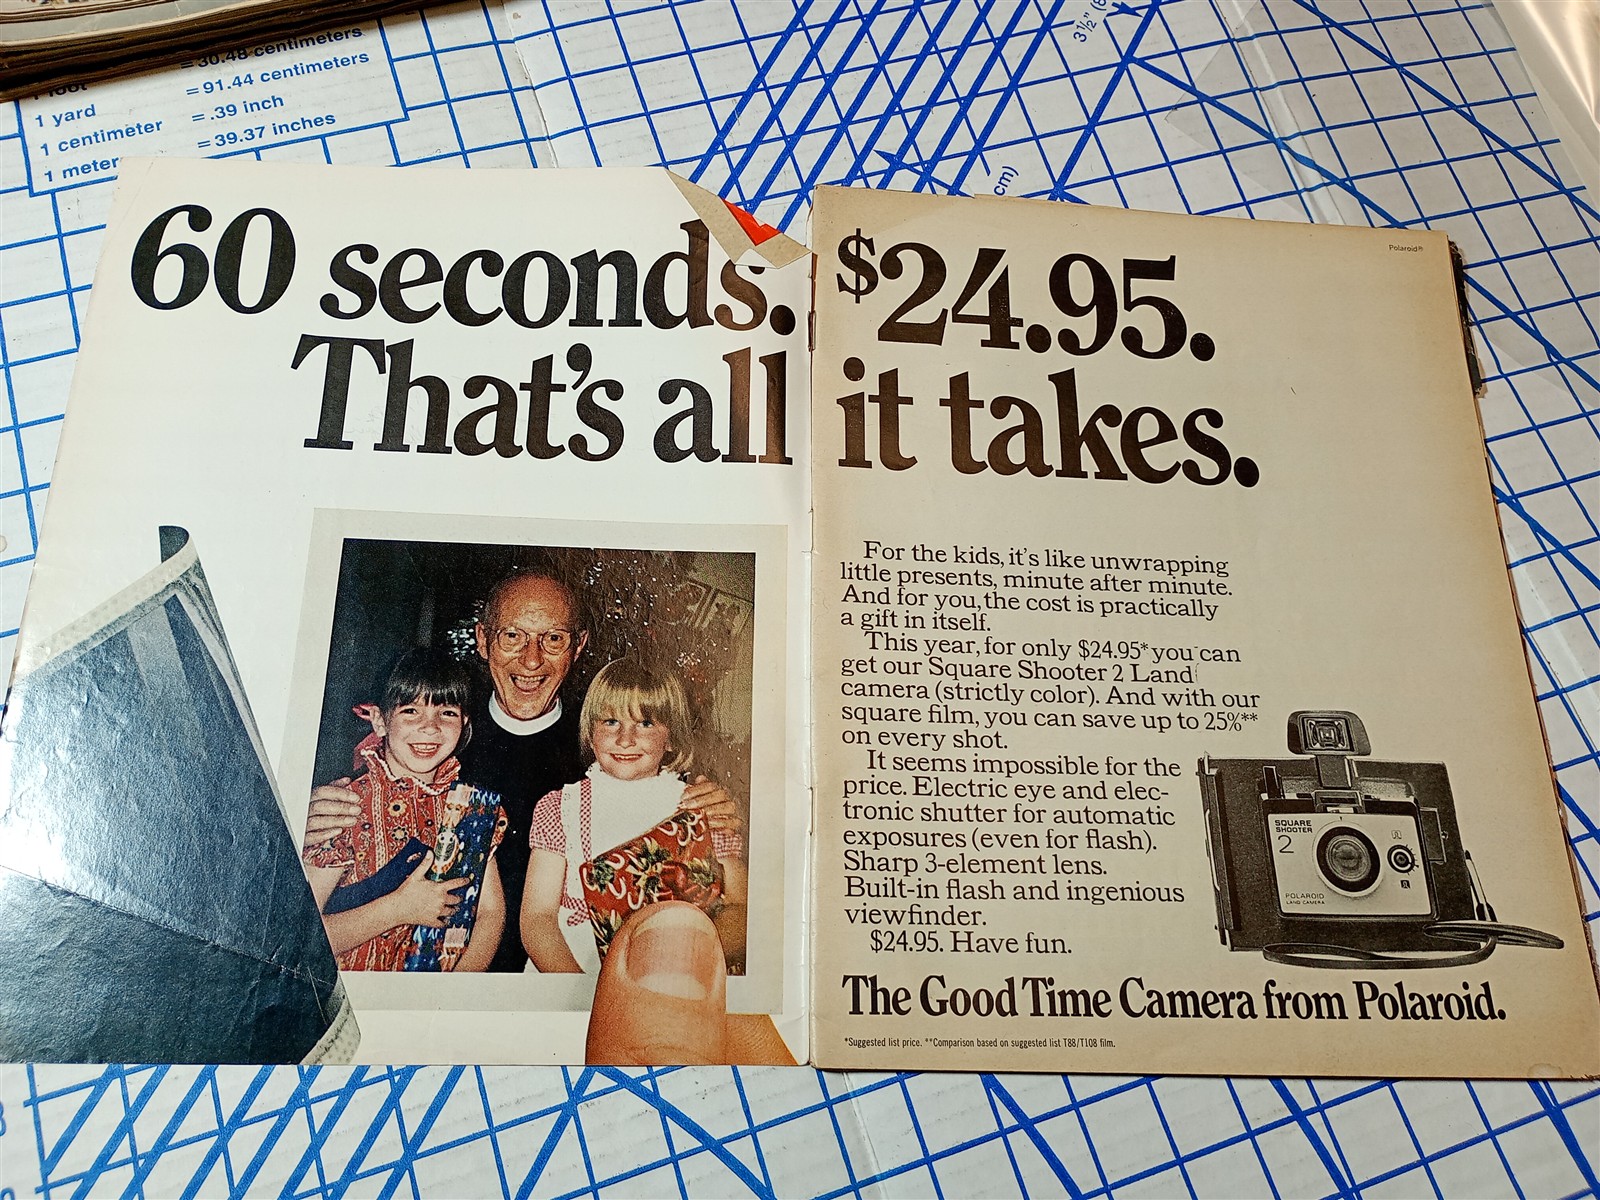 = 30.48 centimeters
1 foot
= 91.44 centimeters
1 yard
= .39 inch
1 centimeter
= 39.37 inches
1 meter
3½" (8
cm)
60 seconds. $24.95.
That's all it takes.
Polaroid®
For the kids, it's like unwrapping
little presents, minute after minute.
And for you, the cost is practically
a gift in itself.
This year, for only $24.95* you can
get our Square Shooter 2 Land
camera (strictly color). And with our
square film, you can save up to 25%**
on every shot.
It seems impossible for the
price. Electric eye and elec-
tronic shutter for automatic
exposures (even for flash).
Sharp 3-element lens.
Built-in flash and ingenious
viewfinder.
$24.95. Have fun.
SQUARE
SHOOTER
2
POLAROID
LAND CAMERA
The Good Time Camera from Polaroid.
*Suggested list price. **Comparison based on suggested list T88/T108 film.